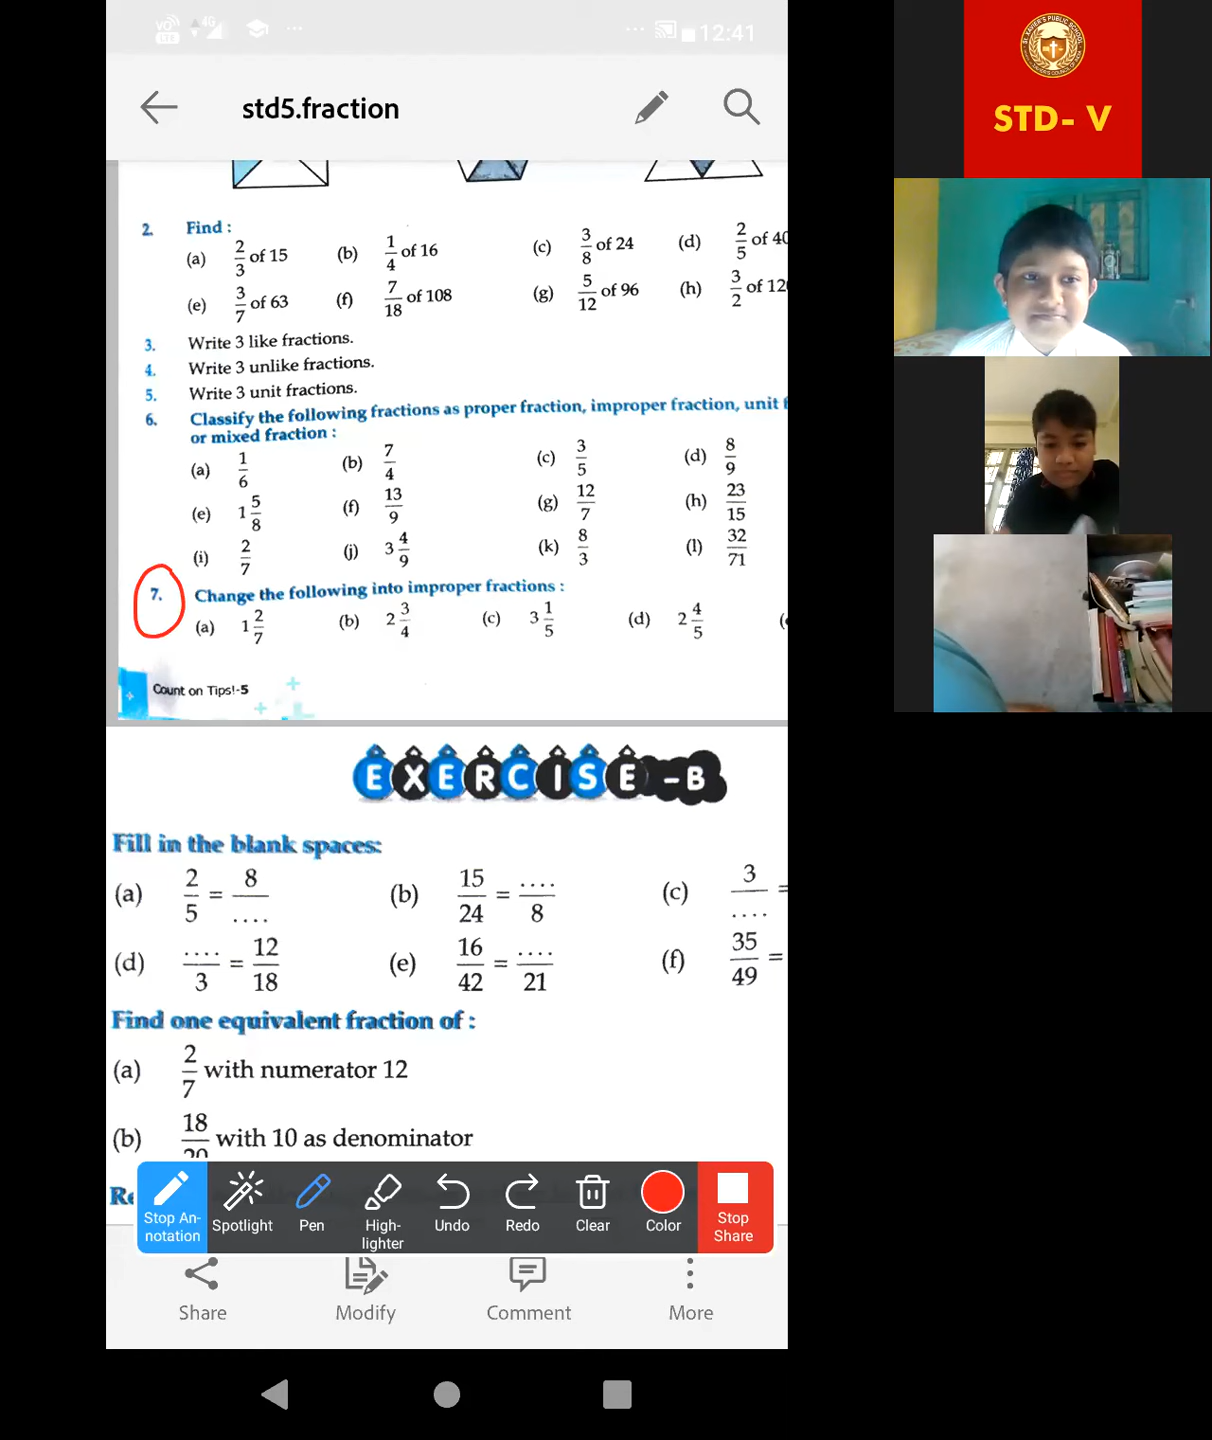 VO))
LTE
4G
12:41
std5.fraction
2. Find :
(a) 2/3 of 15 (b) 1/4 of 16 (c) 3/8 of 24 (d) 2/5 of 40
(e) 3/7 of 63 (f) 7/18 of 108 (g) 5/12 of 96 (h) 3/2 of 12
3. Write 3 like fractions.
4. Write 3 unlike fractions.
5. Write 3 unit fractions.
6. Classify the following fractions as proper fraction, improper fraction, unit
or mixed fraction :
(a) 1/6 (b) 7/4 (c) 3/5 (d) 8/9
(e) 1 5/8 (f) 13/9 (g) 12/7 (h) 23/15
(i) 2/7 (j) 3 4/9 (k) 8/3 (l) 32/71
7. Change the following into improper fractions :
(a) 1 2/7 (b) 2 3/4 (c) 3 1/5 (d) 2 4/5
Count on Tips!-5
EXERCISE -B
Fill in the blank spaces:
(a) 2/5 = 8/.... (b) 15/24 = ..../8 (c) 3/.... =
(d) ..../3 = 12/18 (e) 16/42 = ..../21 (f) 35/49 =
Find one equivalent fraction of :
(a) 2/7 with numerator 12
(b) 18/20 with 10 as denominator
Re
Stop An-
notation
Spotlight
Pen
High-
lighter
Undo
Redo
Clear
Color
Stop
Share
Share
Modify
Comment
More
STD- V